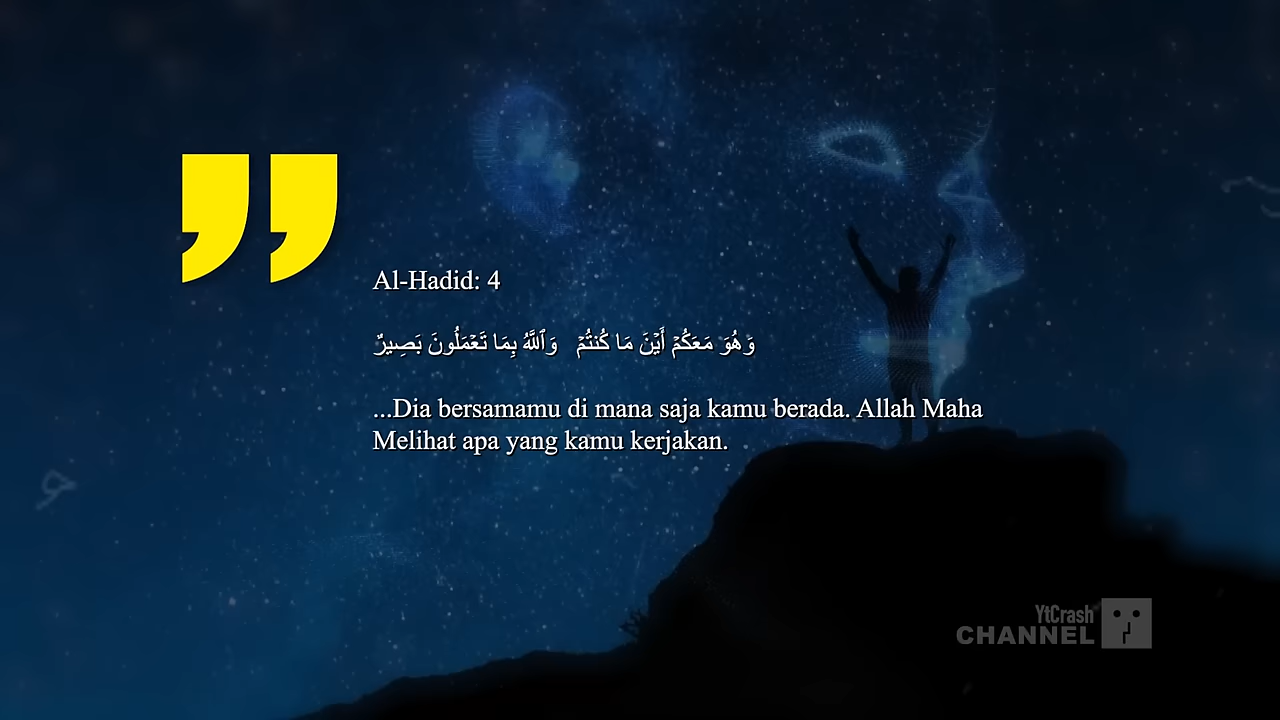 Al-Hadid: 4
وَهُوَ مَعَكُمْ أَيْنَ مَا كُنتُمْ وَٱللَّهُ بِمَا تَعْمَلُونَ بَصِيرٌ
...Dia bersamamu di mana saja kamu berada. Allah Maha
Melihat apa yang kamu kerjakan.
YtCrash
CHANNEL